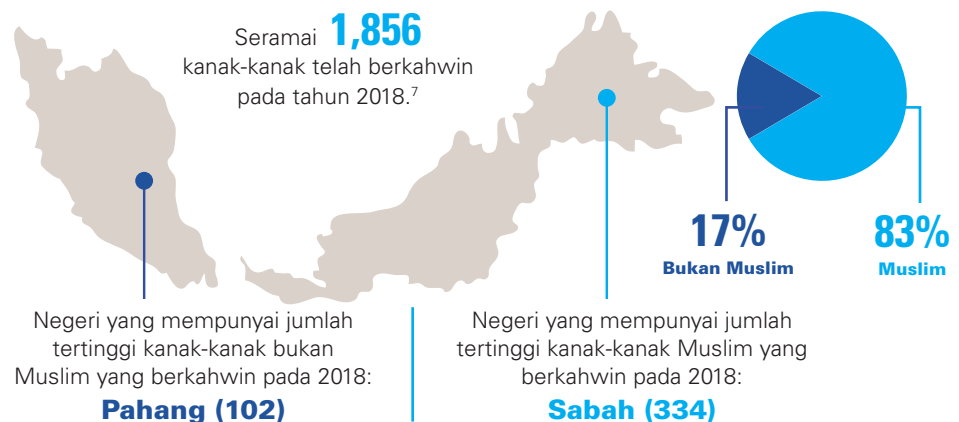 Seramai 1,856
kanak-kanak telah berkahwin
pada tahun 2018.7
17%
Bukan Muslim
83%
Muslim
Negeri yang mempunyai jumlah
tertinggi kanak-kanak bukan
Muslim yang berkahwin pada 2018:
Pahang (102)
Negeri yang mempunyai jumlah
tertinggi kanak-kanak Muslim yang
berkahwin pada 2018:
Sabah (334)